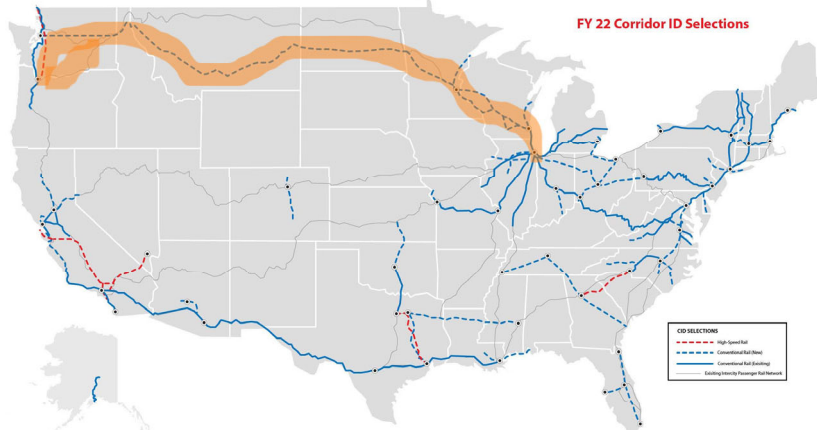 FY 22 Corridor ID Selections
CID SELECTIONS
High-Speed Rail
Conventional Rail (New)
Conventional Rail (Existing)
Existing Intercity Passenger Rail Network